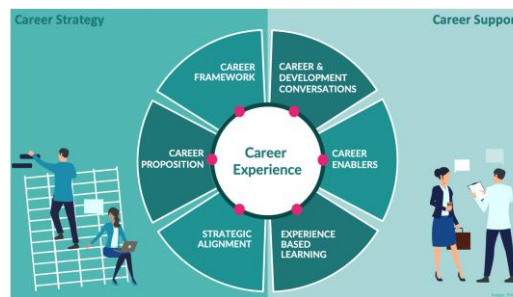 Career Strategy
Career Support
CAREER
FRAMEWORK
CAREER &
DEVELOPMENT
CONVERSATIONS
CAREER
PROPOSITION
Career
Experience
CAREER
ENABLERS
STRATEGIC
ALIGNMENT
EXPERIENCE
BASED
LEARNING